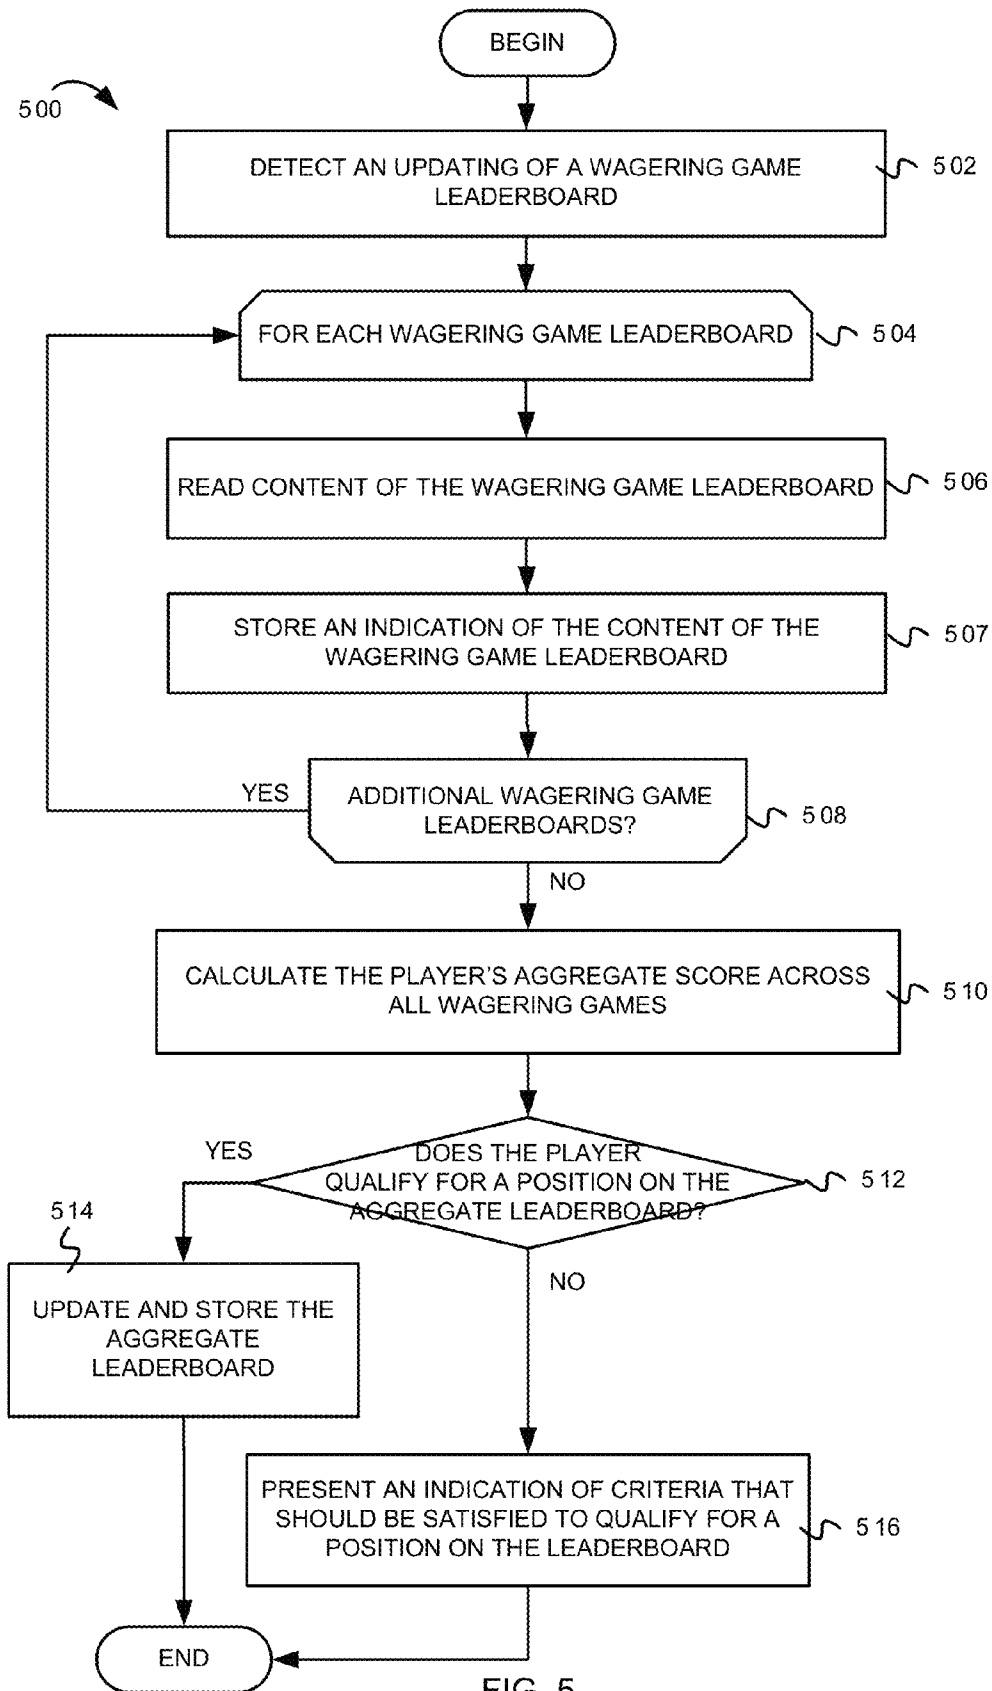 BEGIN
500
DETECT AN UPDATING OF A WAGERING GAME
LEADERBOARD
502
FOR EACH WAGERING GAME LEADERBOARD
504
READ CONTENT OF THE WAGERING GAME LEADERBOARD
506
STORE AN INDICATION OF THE CONTENT OF THE
WAGERING GAME LEADERBOARD
507
YES
ADDITIONAL WAGERING GAME
LEADERBOARDS?
508
NO
CALCULATE THE PLAYER'S AGGREGATE SCORE ACROSS
ALL WAGERING GAMES
510
YES
DOES THE PLAYER
QUALIFY FOR A POSITION ON THE
AGGREGATE LEADERBOARD?
512
514
NO
UPDATE AND STORE THE
AGGREGATE
LEADERBOARD
PRESENT AN INDICATION OF CRITERIA THAT
SHOULD BE SATISFIED TO QUALIFY FOR A
POSITION ON THE LEADERBOARD
516
END
FIG. 5